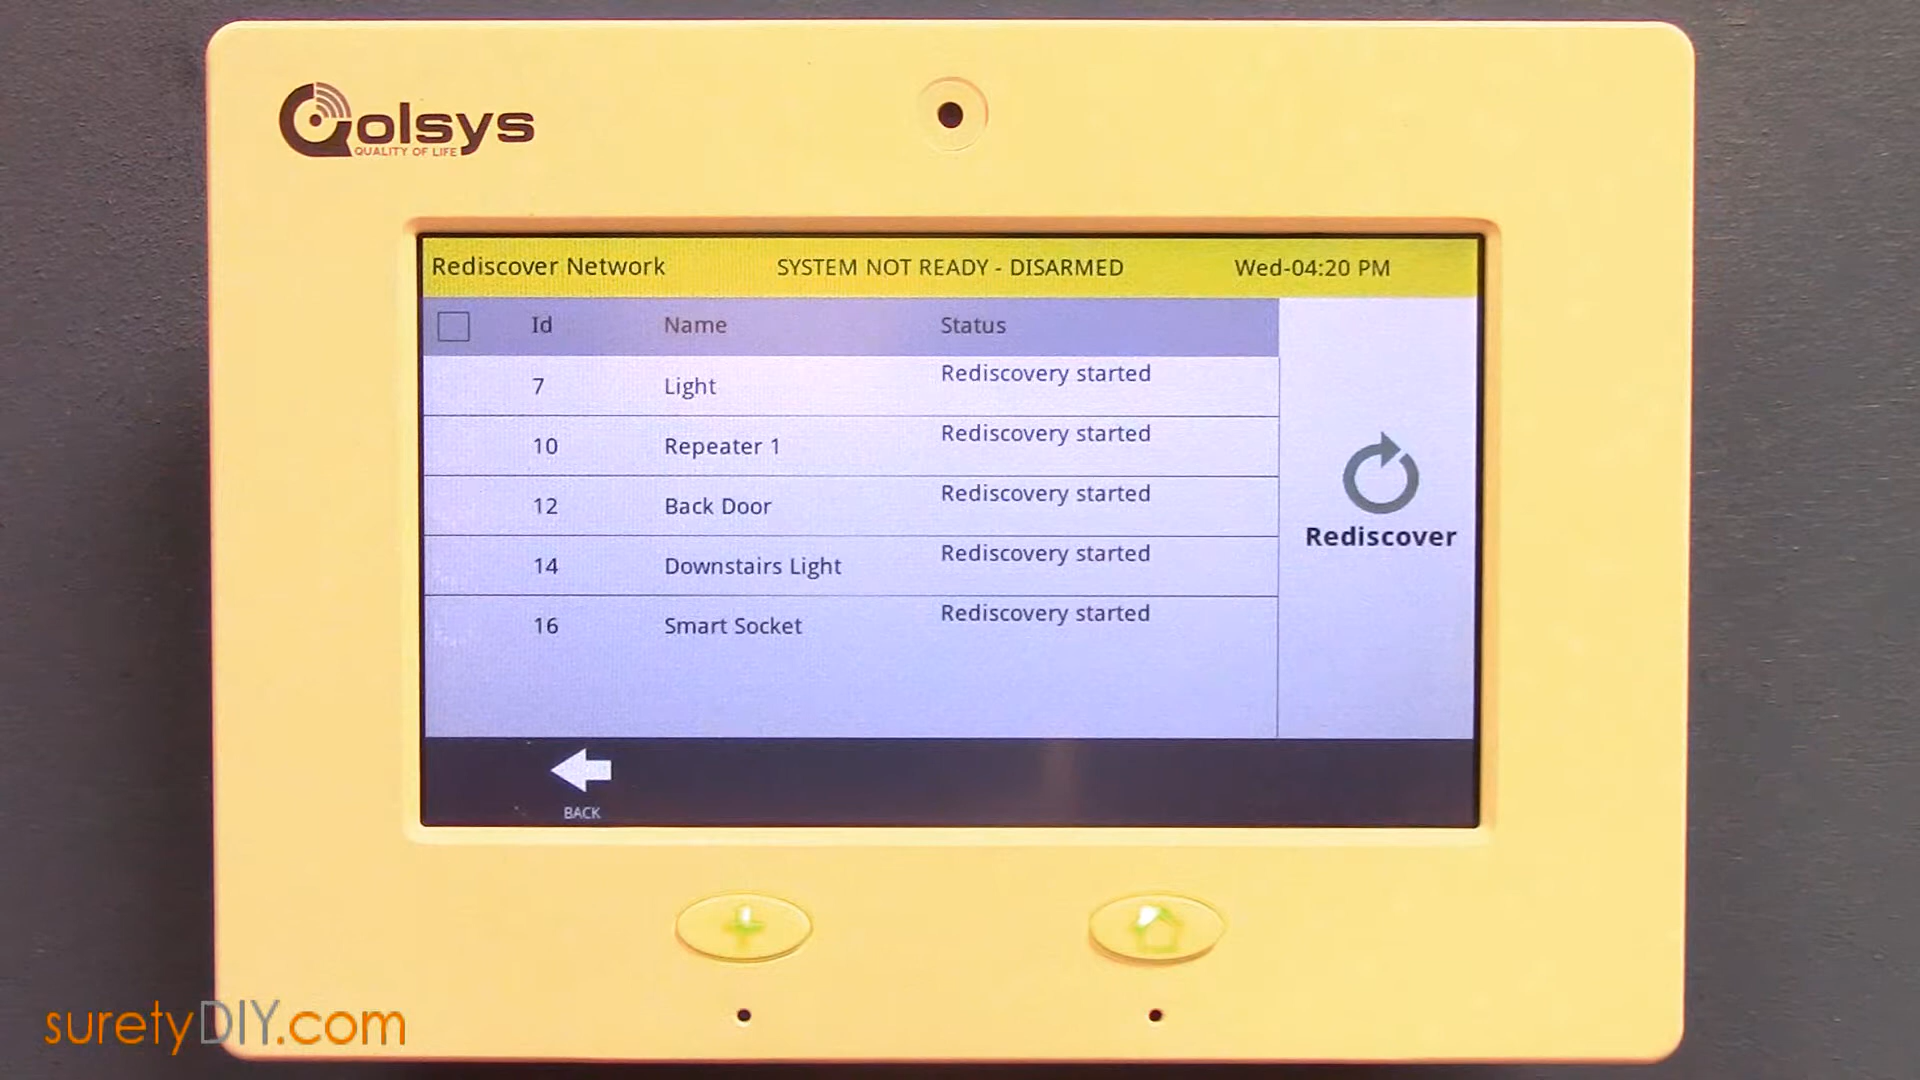 Qolsys
QUALITY OF LIFE
Rediscover Network SYSTEM NOT READY - DISARMED Wed-04:20 PM
Id Name Status
7 Light Rediscovery started
10 Repeater 1 Rediscovery started
12 Back Door Rediscovery started
14 Downstairs Light Rediscovery started
16 Smart Socket Rediscovery started
Rediscover
BACK
suretyDIY.com